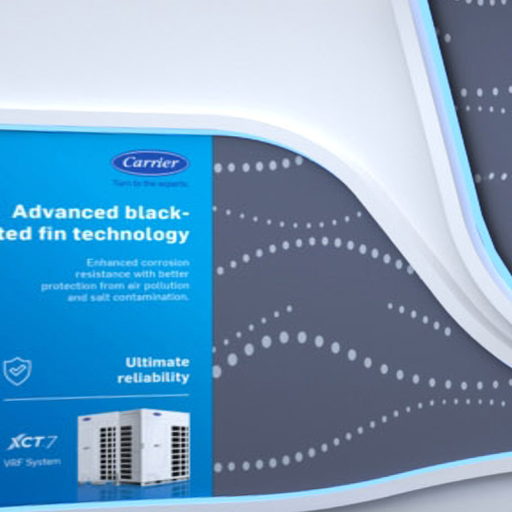 Carrier
Turn to the experts
Advanced black-
ted fin technology
Enhanced corrosion
resistance with better
protection from air pollution
and salt contamination.
Ultimate
reliability
XCT7
VRF System